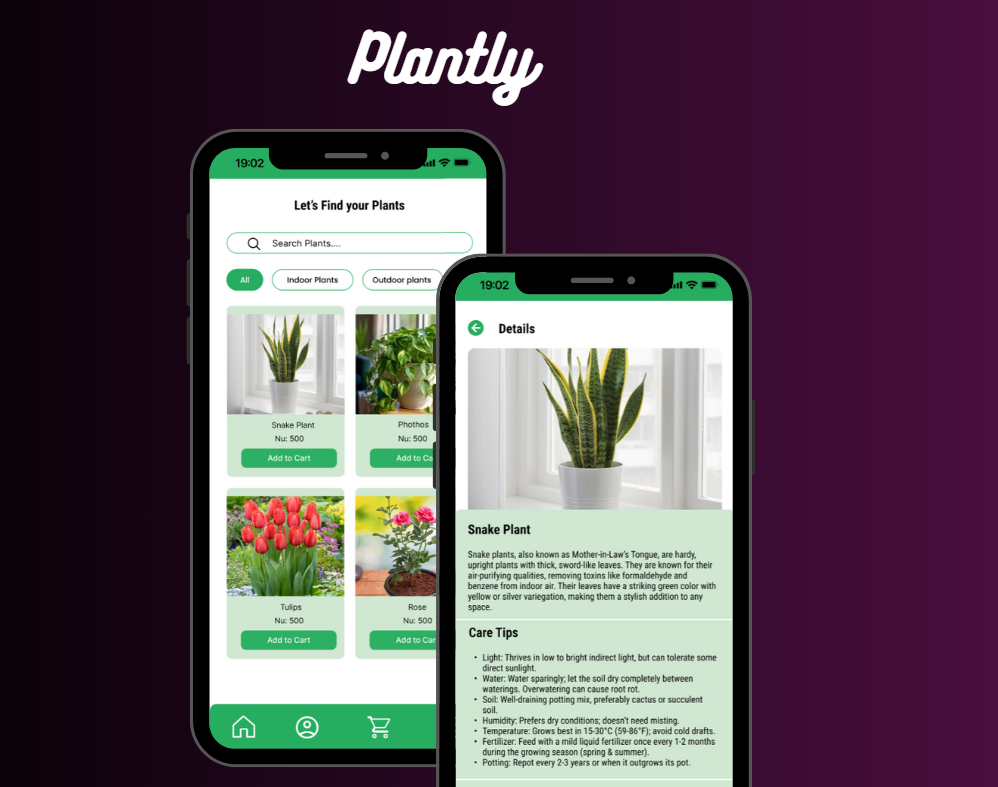 Plantly
19:02
Let's Find your Plants
Search Plants....
All
Indoor Plants
Outdoor plants
Snake Plant
Nu: 500
Add to Cart
Phothos
Nu: 500
Add to Ca
Tulips
Nu: 500
Add to Cart
Rose
Nu: 500
Add to Car
19:02
Details
Snake Plant
Snake plants, also known as Mother-in-Law's Tongue, are hardy,
upright plants with thick, sword-like leaves. They are known for their
air-purifying qualities, removing toxins like formaldehyde and
benzene from indoor air. Their leaves have a striking green color with
yellow or silver variegation, making them a stylish addition to any
space.
Care Tips
• Light: Thrives in low to bright indirect light, but can tolerate some
direct sunlight.
• Water: Water sparingly; let the soil dry completely between
waterings. Overwatering can cause root rot.
• Soil: Well-draining potting mix, preferably cactus or succulent
soil.
• Humidity: Prefers dry conditions; doesn't need misting.
• Temperature: Grows best in 15-30°C (59-86°F); avoid cold drafts.
• Fertilizer: Feed with a mild liquid fertilizer once every 1-2 months
during the growing season (spring & summer).
• Potting: Repot every 2-3 years or when it outgrows its pot.